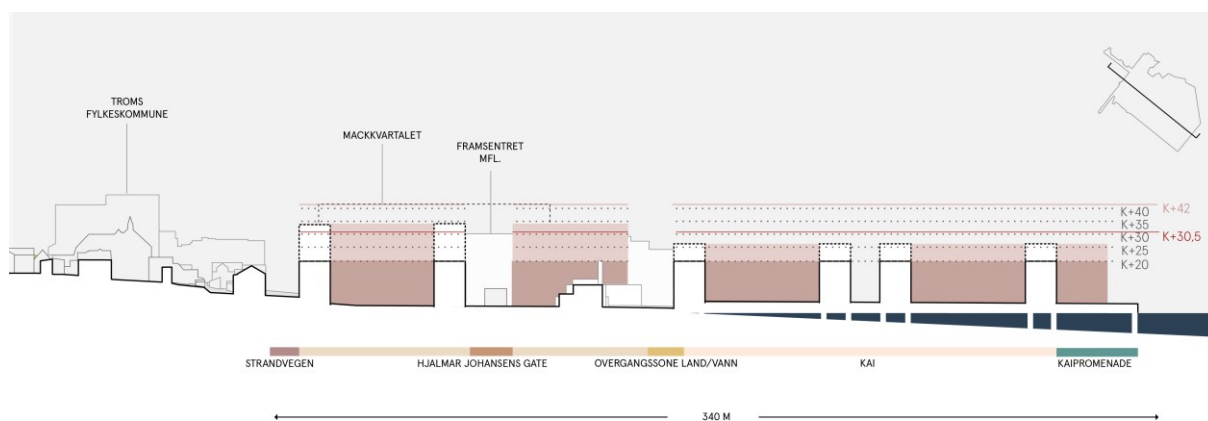 TROMS
FYLKESKOMMUNE
MACKKVARTALET
FRAMSENTRET
MFL.
K+40
K+42
K+35
K+30
K+30,5
K+25
K+20
STRANDVEGEN
HJALMAR JOHANSENS GATE
OVERGANGSSONE LAND/VANN
KAI
KAIPROMENADE
340 M